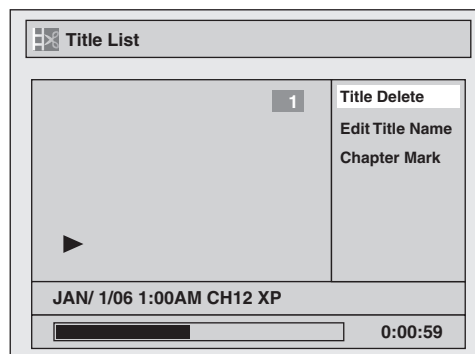 Title List
1
Title Delete
Edit Title Name
Chapter Mark
JAN/ 1/06 1:00AM CH12 XP
0:00:59